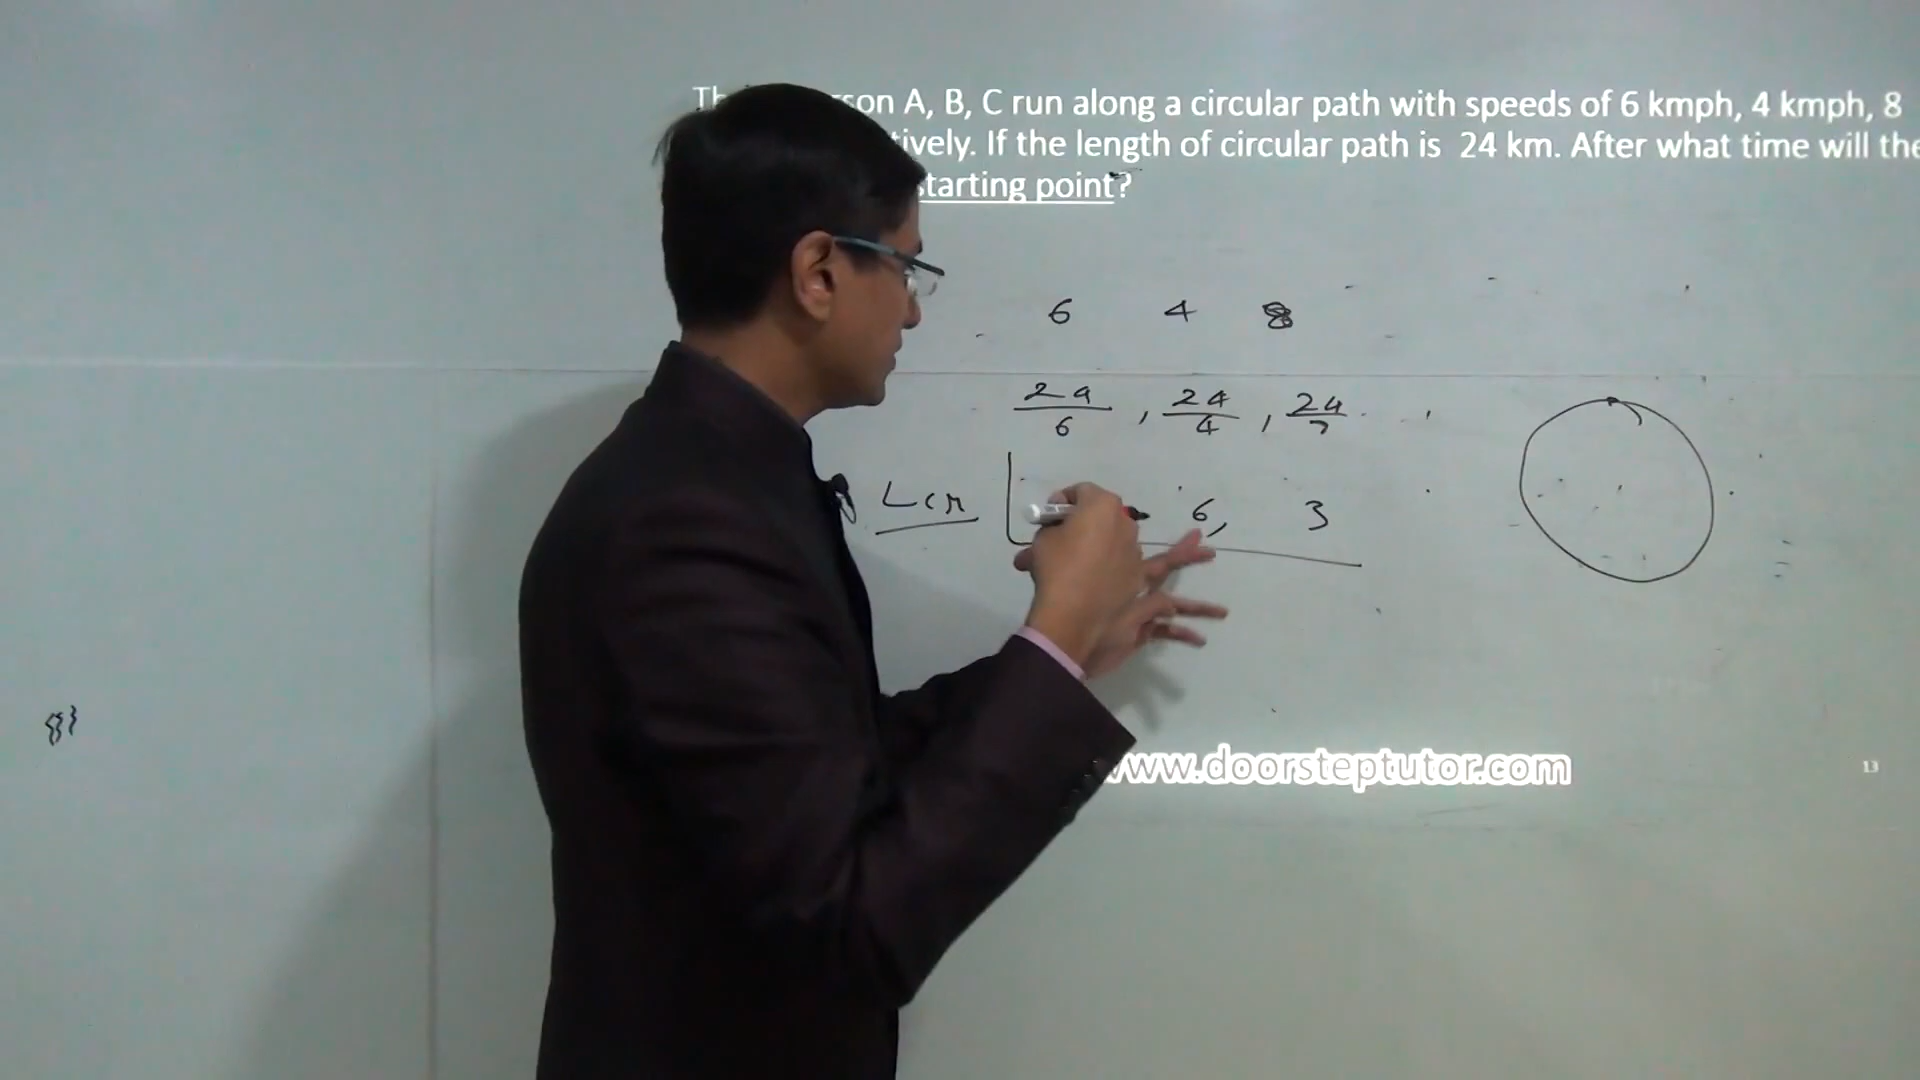 son A, B, C run along a circular path with speeds of 6 kmph, 4 kmph, 8
tively. If the length of circular path is 24 km. After what time will the
starting point?
6 4 8
24/6 , 24/4 , 24/
LCM 6, 3
www.doorsteptutor.com
13